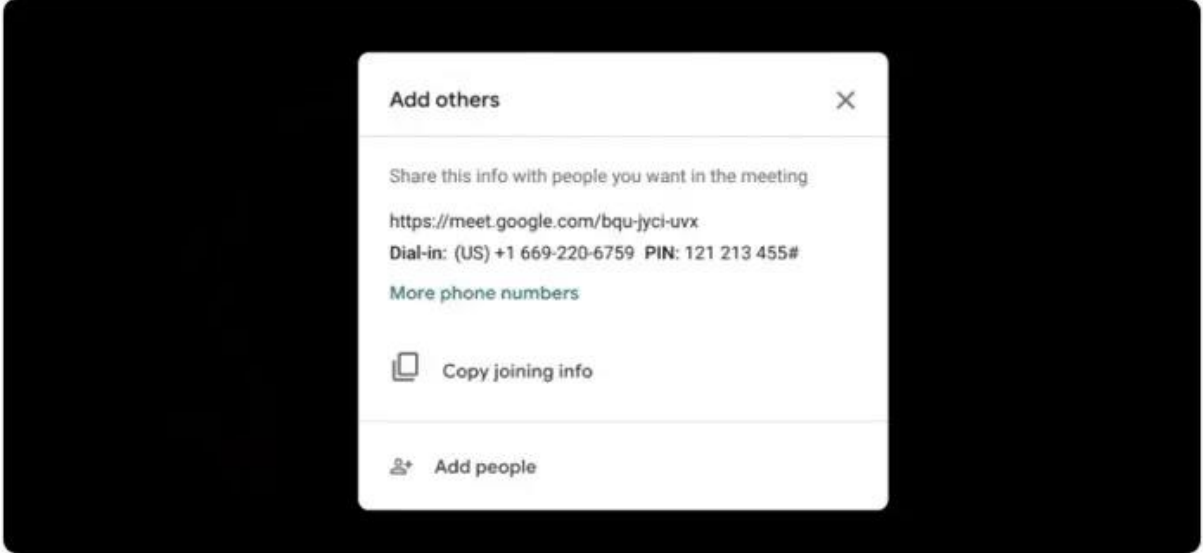 Add others
Share this info with people you want in the meeting
https://meet.google.com/bqu-jyci-uvx
Dial-in: (US) +1 669-220-6759 PIN: 121 213 455#
More phone numbers
Copy joining info
Add people